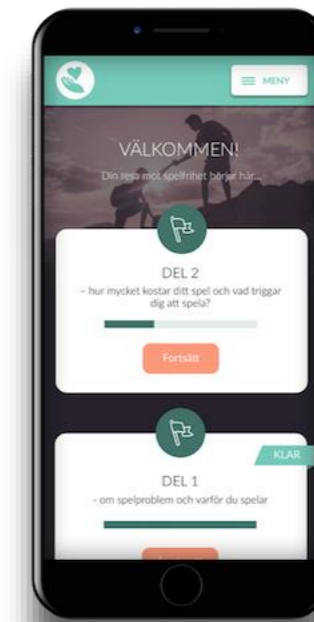 MENY
VÄLKOMMEN!
Din resa mot spelfrihet börjar här...
DEL 2
- hur mycket kostar ditt spel och vad triggar
dig att spela?
Fortsätt
KLAR
DEL 1
- om spelproblem och varför du spelar